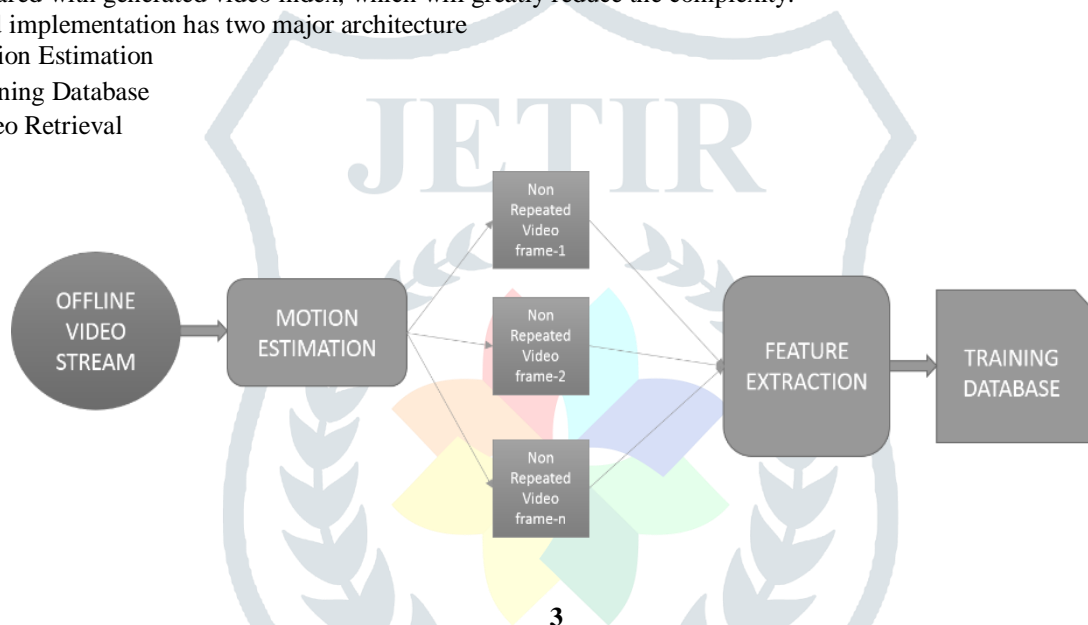 ared with generated video index, which will greatly reduce the complexity.
implementation has two major architecture
ion Estimation
ning Database
eo Retrieval
JETIR
Non
Repeated
Video
frame-1
OFFLINE
VIDEO
STREAM
MOTION
ESTIMATION
Non
Repeated
Video
frame-2
FEATURE
EXTRACTION
TRAINING
DATABASE
Non
Repeated
Video
frame-n
3